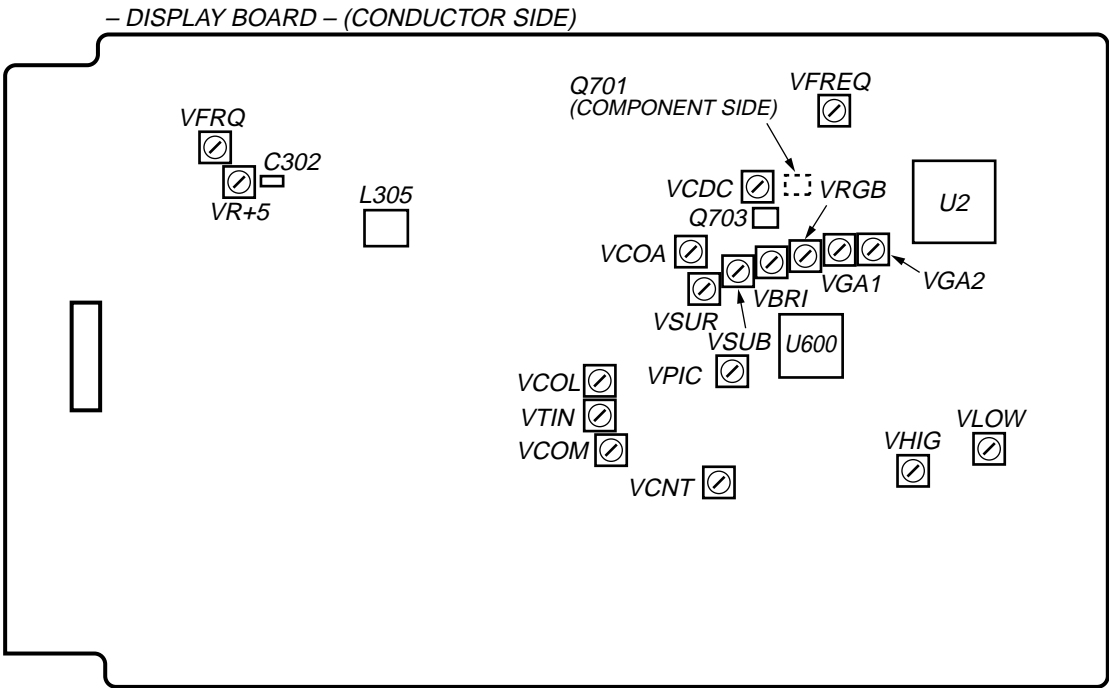 – DISPLAY BOARD – (CONDUCTOR SIDE)
Q701
(COMPONENT SIDE)
VFREQ
VFRQ
C302
VR+5
L305
VCDC
VRGB
U2
Q703
VCOA
VGA1
VGA2
VBRI
VSUR
VSUB
U600
VCOL
VPIC
VTIN
VCOM
VCNT
VHIG
VLOW